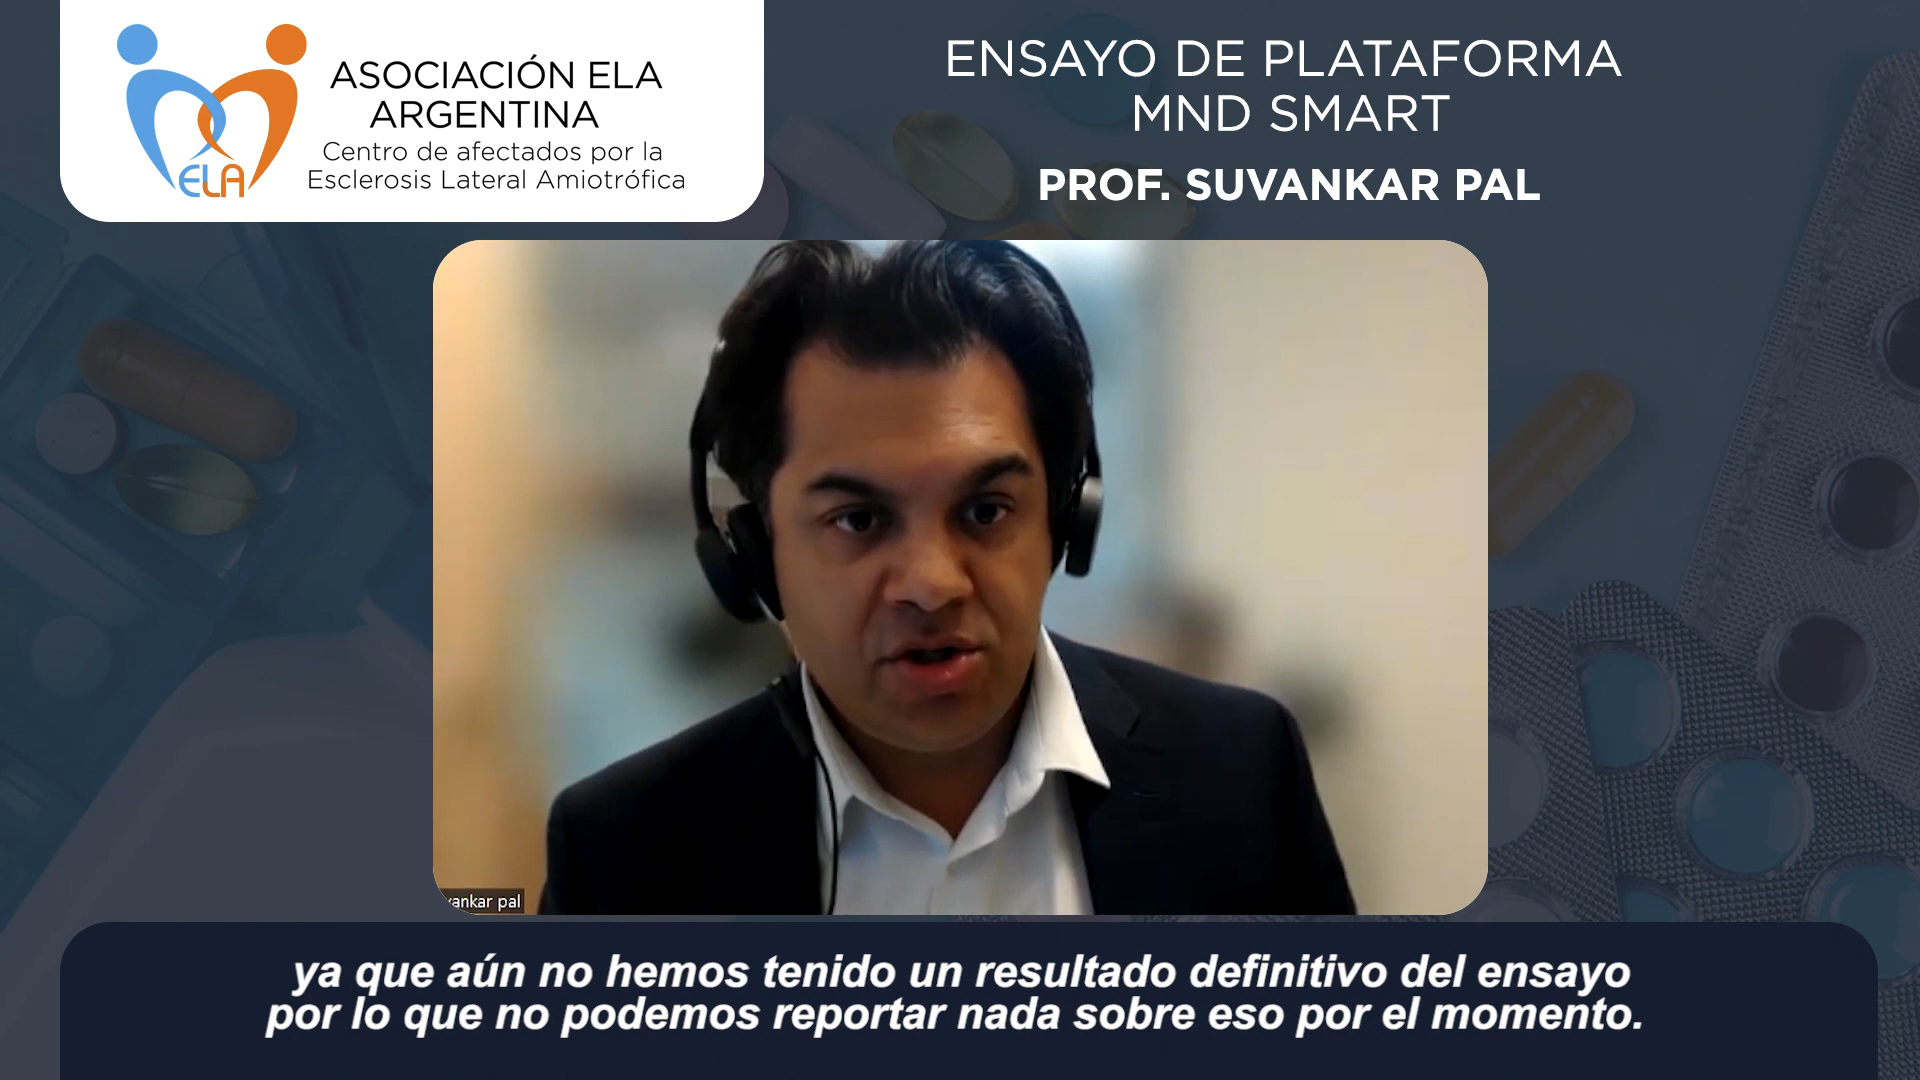 ASOCIACIÓN ELA
ARGENTINA
Centro de afectados por la
Esclerosis Lateral Amiotrófica
ELA
ENSAYO DE PLATAFORMA
MND SMART
PROF. SUVANKAR PAL
vankar pal
ya que aún no hemos tenido un resultado definitivo del ensayo
por lo que no podemos reportar nada sobre eso por el momento.